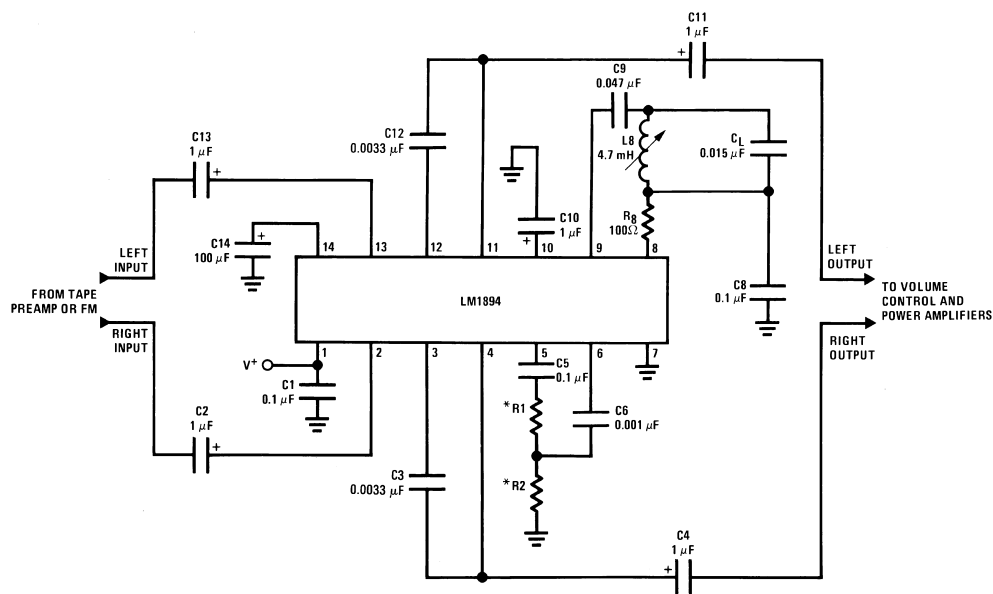 C11
1 μF
+
C9
0.047 μF
C12
0.0033 μF
L8
4.7 mH
CL
0.015 μF
C13
1 μF
+
C10
1 μF
+
R8
100Ω
C14
100 μF
+
14
13
12
11
10
9
8
LEFT
INPUT
LEFT
OUTPUT
FROM TAPE
PREAMP OR FM
LM1894
C8
0.1 μF
TO VOLUME
CONTROL AND
POWER AMPLIFIERS
RIGHT
INPUT
RIGHT
OUTPUT
1
2
3
4
5
6
7
V+
C1
0.1 μF
C5
0.1 μF
*R1
C6
0.001 μF
C2
1 μF
+
C3
0.0033 μF
*R2
C4
1 μF
+